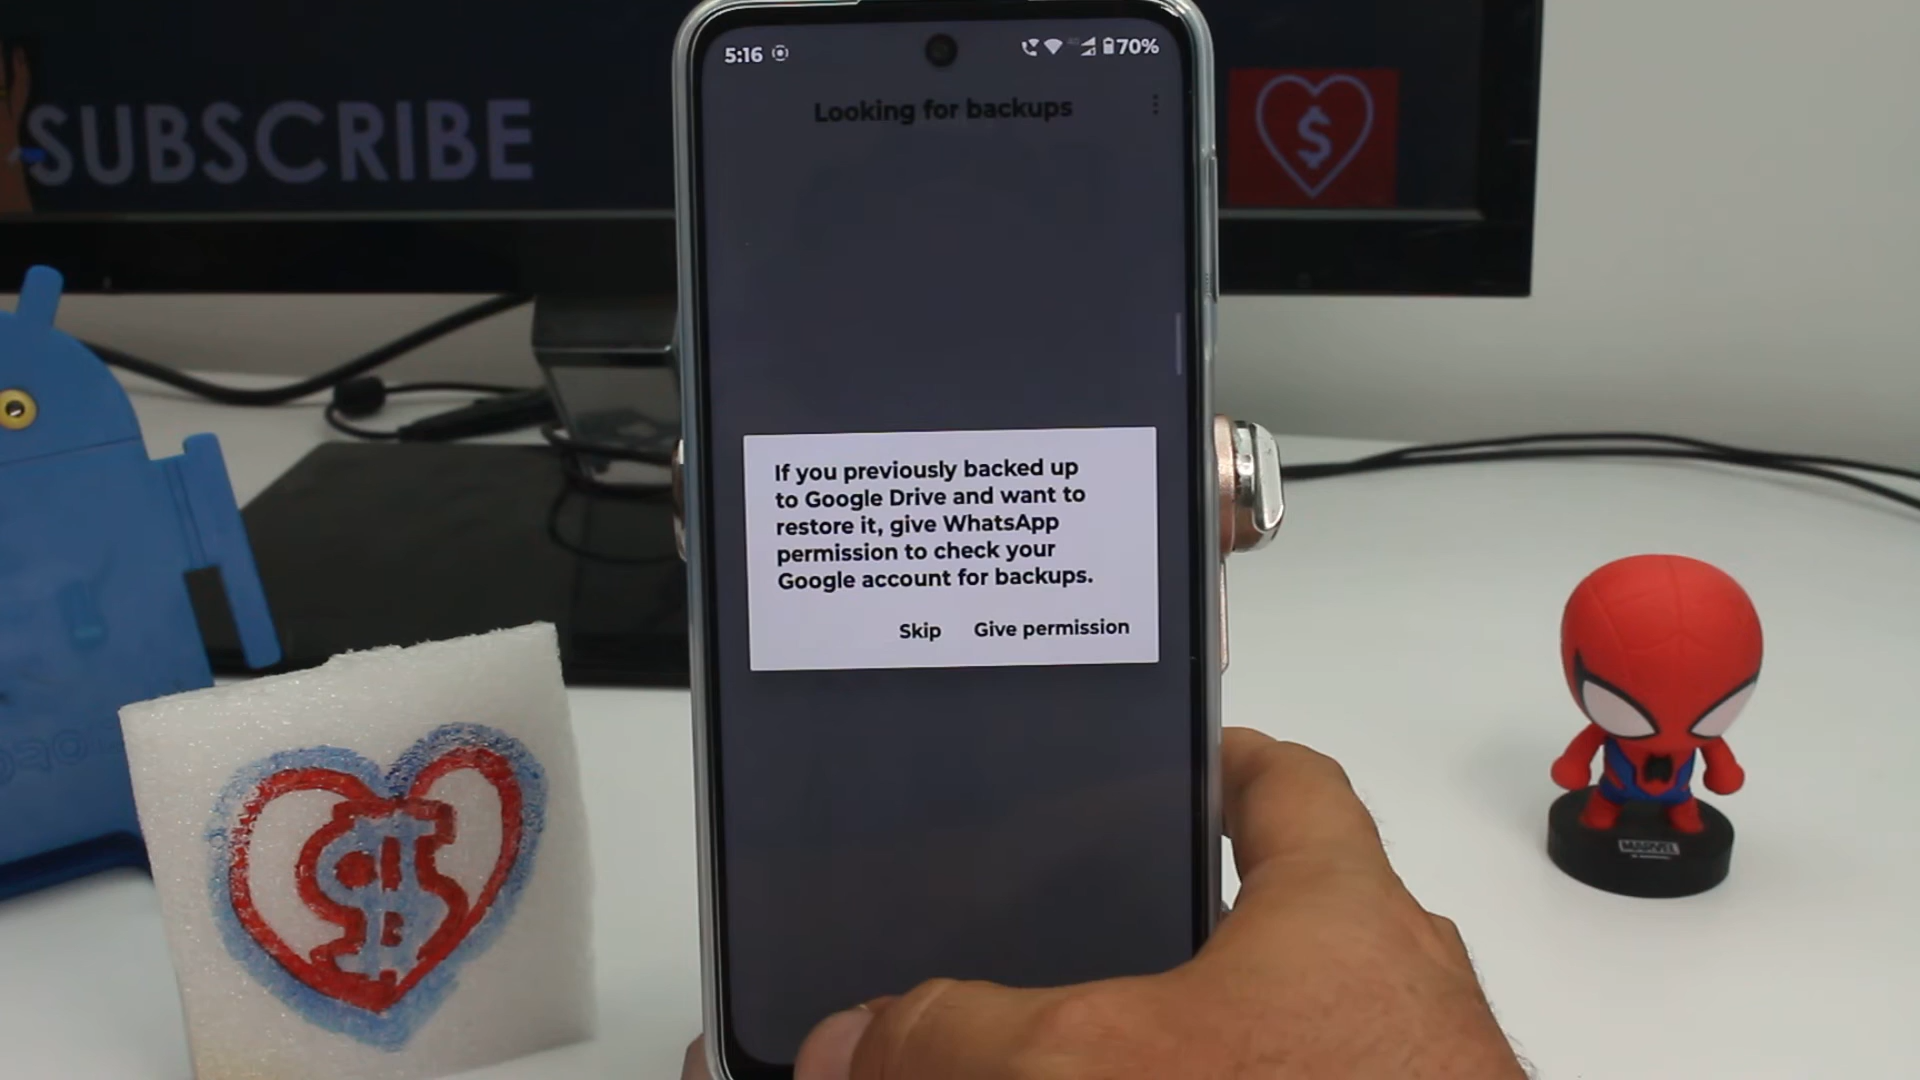 SUBSCRIBE
$
5:16
70%
Looking for backups
If you previously backed up
to Google Drive and want to
restore it, give WhatsApp
permission to check your
Google account for backups.
Skip Give permission
$
MARVEL